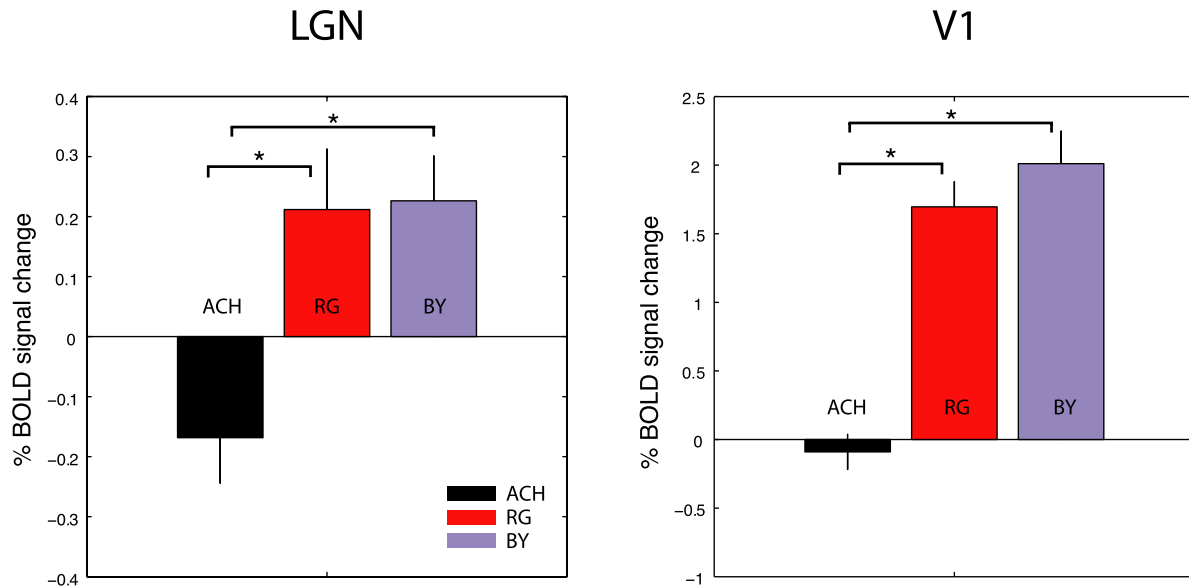 LGN
% BOLD signal change
0.4
0.3
0.2
0.1
0
−0.1
−0.2
−0.3
−0.4
*
*
ACH
RG
BY
ACH
RG
BY
V1
% BOLD signal change
2.5
2
1.5
1
0.5
0
−0.5
−1
*
*
ACH
RG
BY